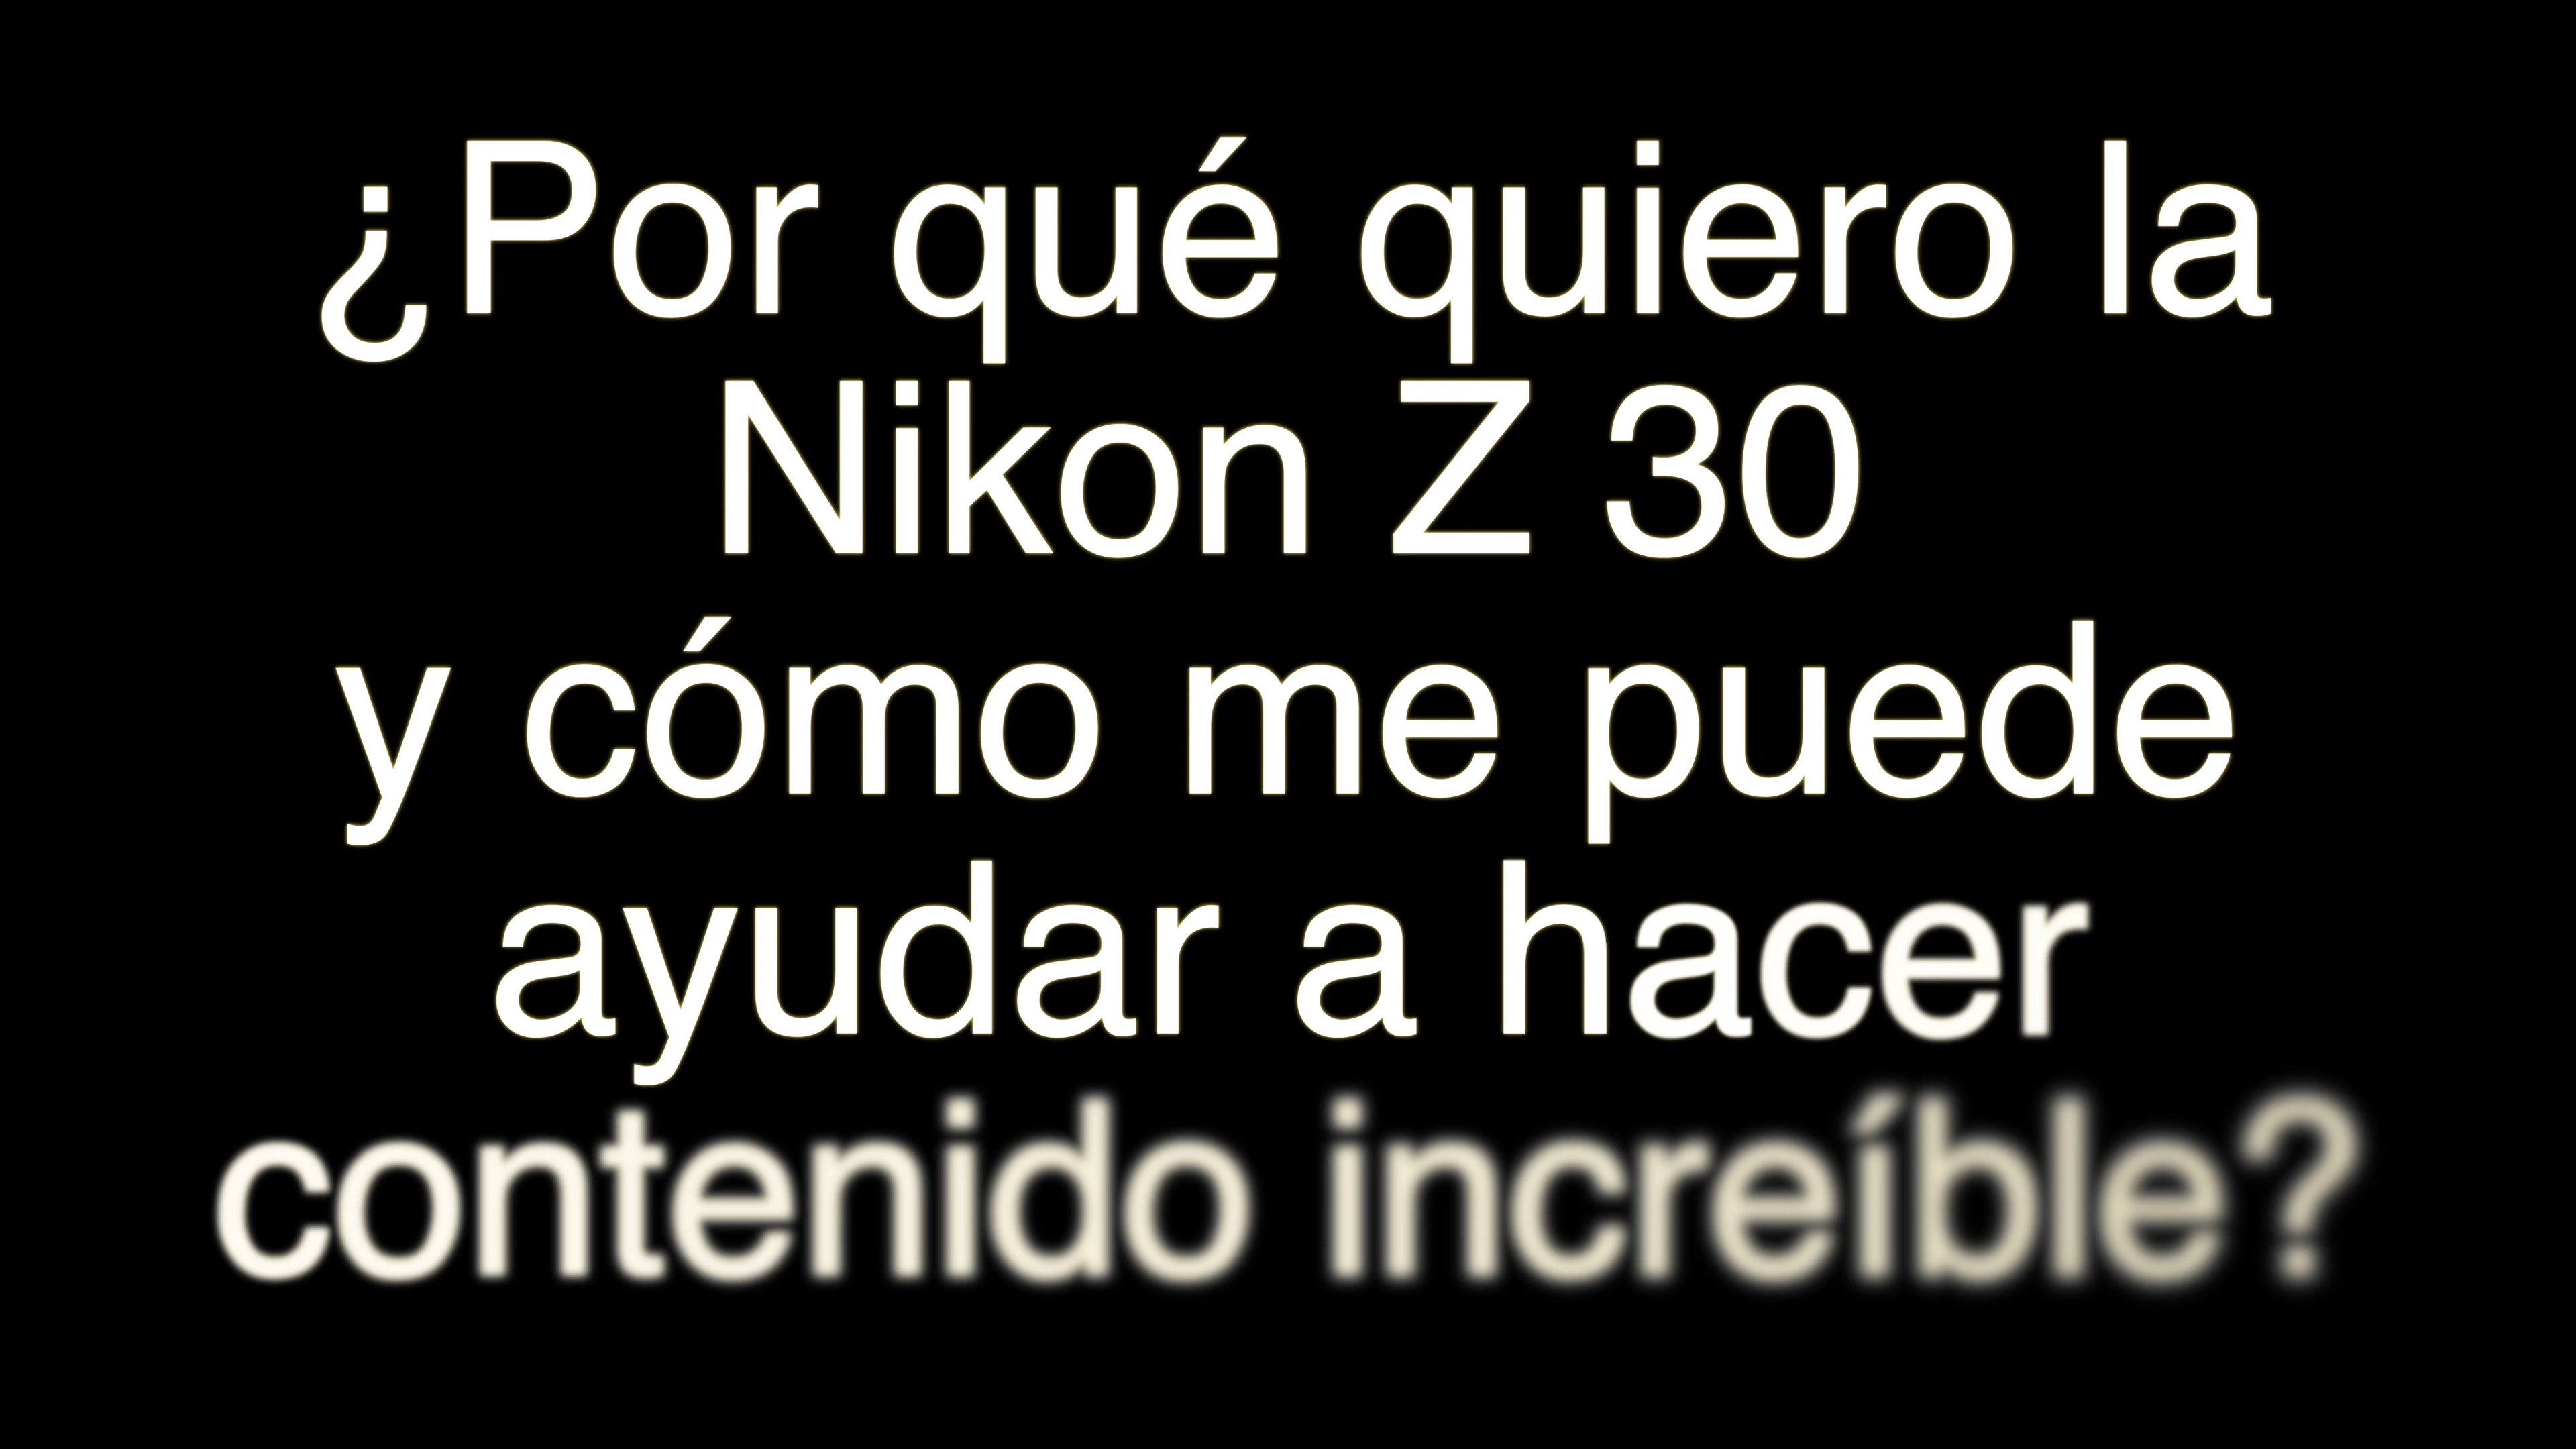 ¿Por qué quiero la
Nikon Z 30
y cómo me puede
ayudar a hacer
contenido increíble?